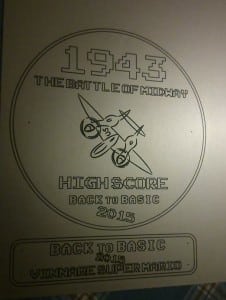 1943
THE BATTLE OF MIDWAY
HIGH SCORE
BACK TO BASIC
2015
BACK TO BASIC
2015
VINNARE SUPER MARIO